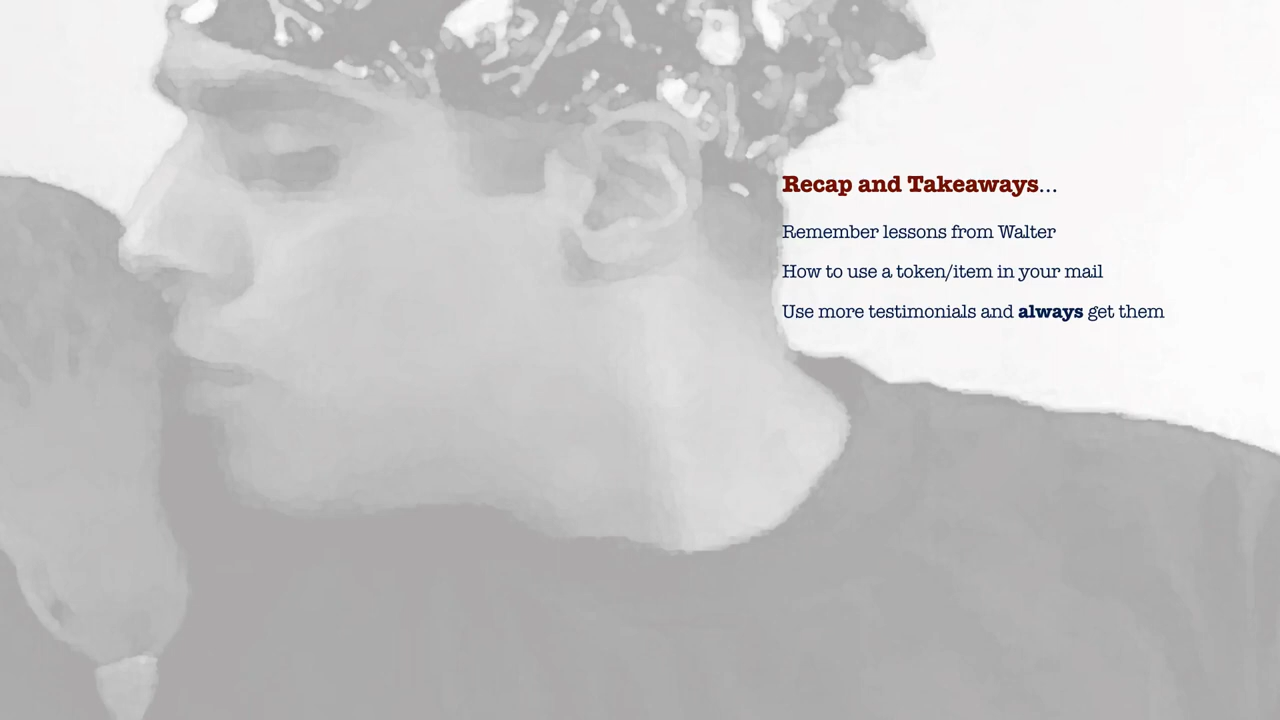 Recap and Takeaways...
Remember lessons from Walter
How to use a token/item in your mail
Use more testimonials and always get them